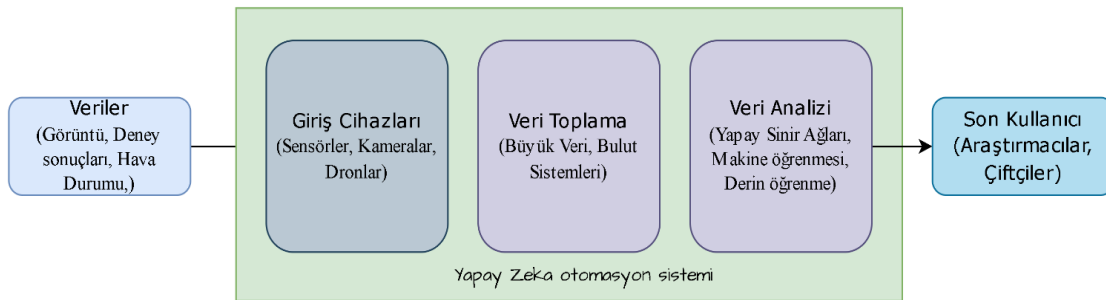 Veriler
(Görüntü, Deney
sonuçları, Hava
Durumu,)
Giriş Cihazları
(Sensörler, Kameralar,
Dronlar)
Veri Toplama
(Büyük Veri, Bulut
Sistemleri)
Veri Analizi
(Yapay Sinir Ağları,
Makine öğrenmesi,
Derin öğrenme)
Son Kullanıcı
(Araştırmacılar,
Çiftçiler)
Yapay Zeka otomasyon sistemi